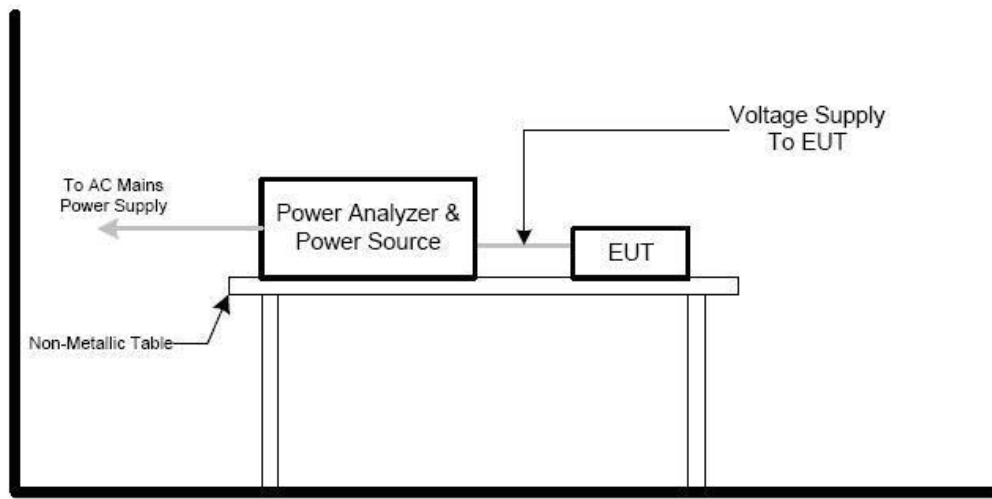 Voltage Supply
To EUT
To AC Mains
Power Supply
Power Analyzer &
Power Source
EUT
Non-Metallic Table